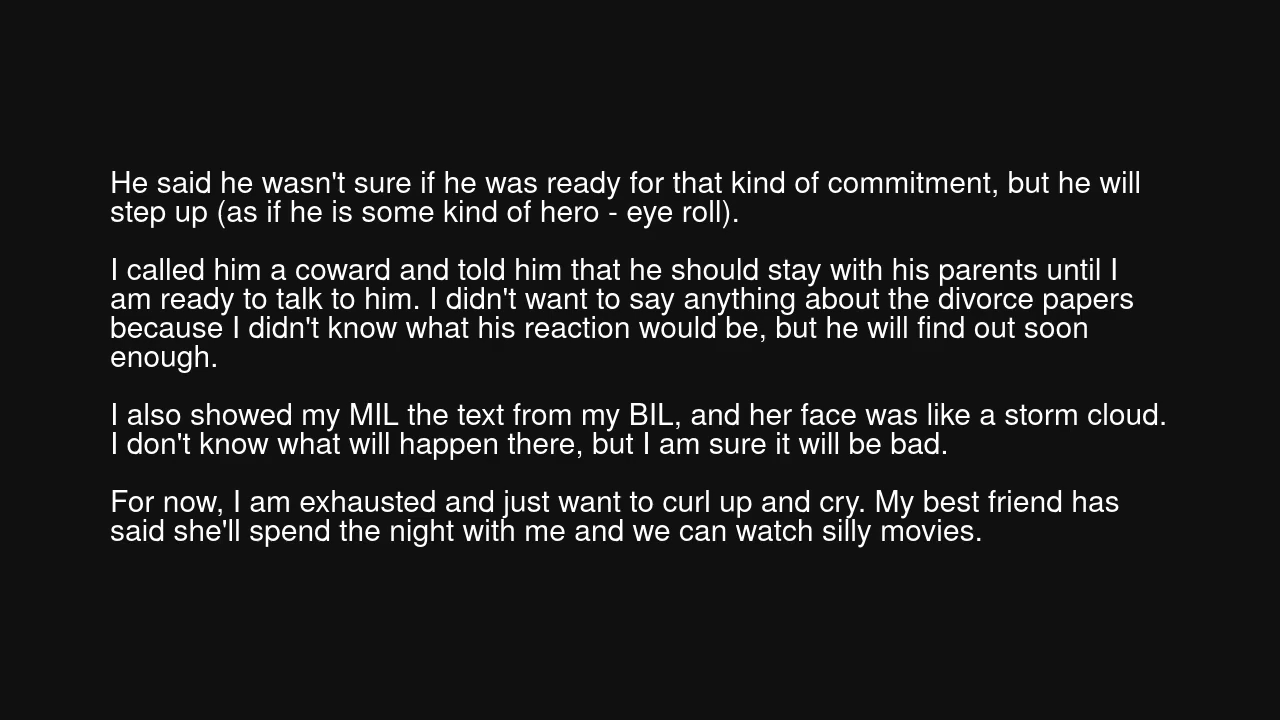 He said he wasn't sure if he was ready for that kind of commitment, but he will
step up (as if he is some kind of hero - eye roll).
I called him a coward and told him that he should stay with his parents until I
am ready to talk to him. I didn't want to say anything about the divorce papers
because I didn't know what his reaction would be, but he will find out soon
enough.
I also showed my MIL the text from my BIL, and her face was like a storm cloud.
I don't know what will happen there, but I am sure it will be bad.
For now, I am exhausted and just want to curl up and cry. My best friend has
said she'll spend the night with me and we can watch silly movies.